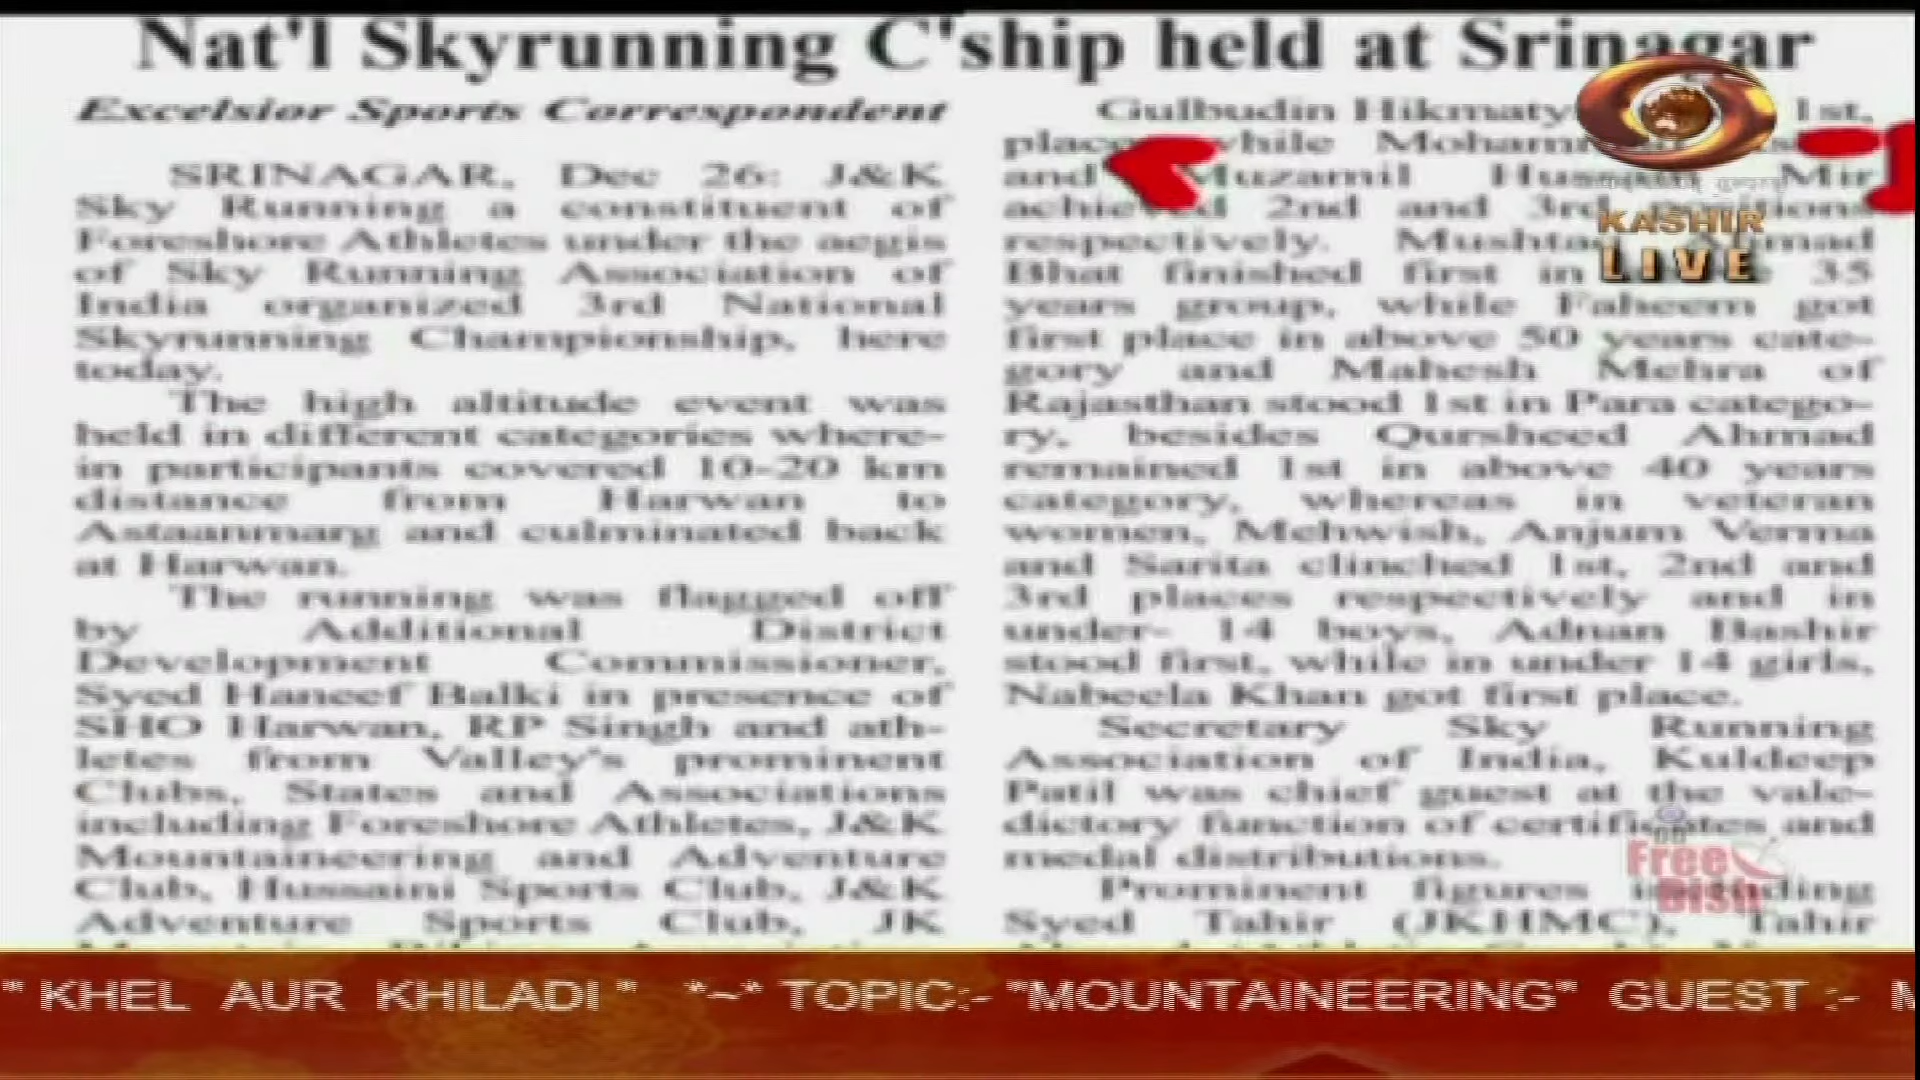 Nat'l Skyrunning C'ship held at Srinagar
Excelsior Sports Correspondent
SRINAGAR, Dec 26: J&K
Sky Running a constituent of
Foreshore Athletes under the aegis
of Sky Running Association of
India organized 3rd National
Skyrunning Championship, here
today.
The high altitude event was
held in different categories where-
in participants covered 10-20 km
distance from Harwan to
Astaanmarg and culminated back
at Harwan.
The running was flagged off
by Additional District
Development Commissioner,
Syed Haneef Balki in presence of
SHO Harwan, RP Singh and ath-
letes from Valley's prominent
Clubs, States and Associations
including Foreshore Athletes, J&K
Mountaineering and Adventure
Club, Hussaini Sports Club, J&K
Adventure Sports Club, JK
Gulbudin Hikmaty 1st,
place while
and Muzamil Hussain Mir
achieved 2nd and 3rd positions
respectively. Mushtaq Ahmad
Bhat finished first in 35
years group, while Faheem got
first place in above 50 years cate-
gory and Mahesh Mehra of
Rajasthan stood 1st in Para catego-
ry, besides Qursheed Ahmad
remained 1st in above 40 years
category, whereas in veteran
women, Mehwish, Anjum Verma
and Sarita clinched 1st, 2nd and
3rd places respectively and in
under- 14 boys, Adnan Bashir
stood first, while in under 14 girls,
Nabeela Khan got first place.
Secretary Sky Running
Association of India, Kuldeep
Patil was chief guest at the vale-
dictory function of certificates and
medal distributions.
Prominent figures including
Syed Tahir (JKHMC), Tahir
KASHIR
LIVE
DD
Free
Dish
" KHEL AUR KHILADI " *~* TOPIC:- "MOUNTAINEERING" GUEST :- M